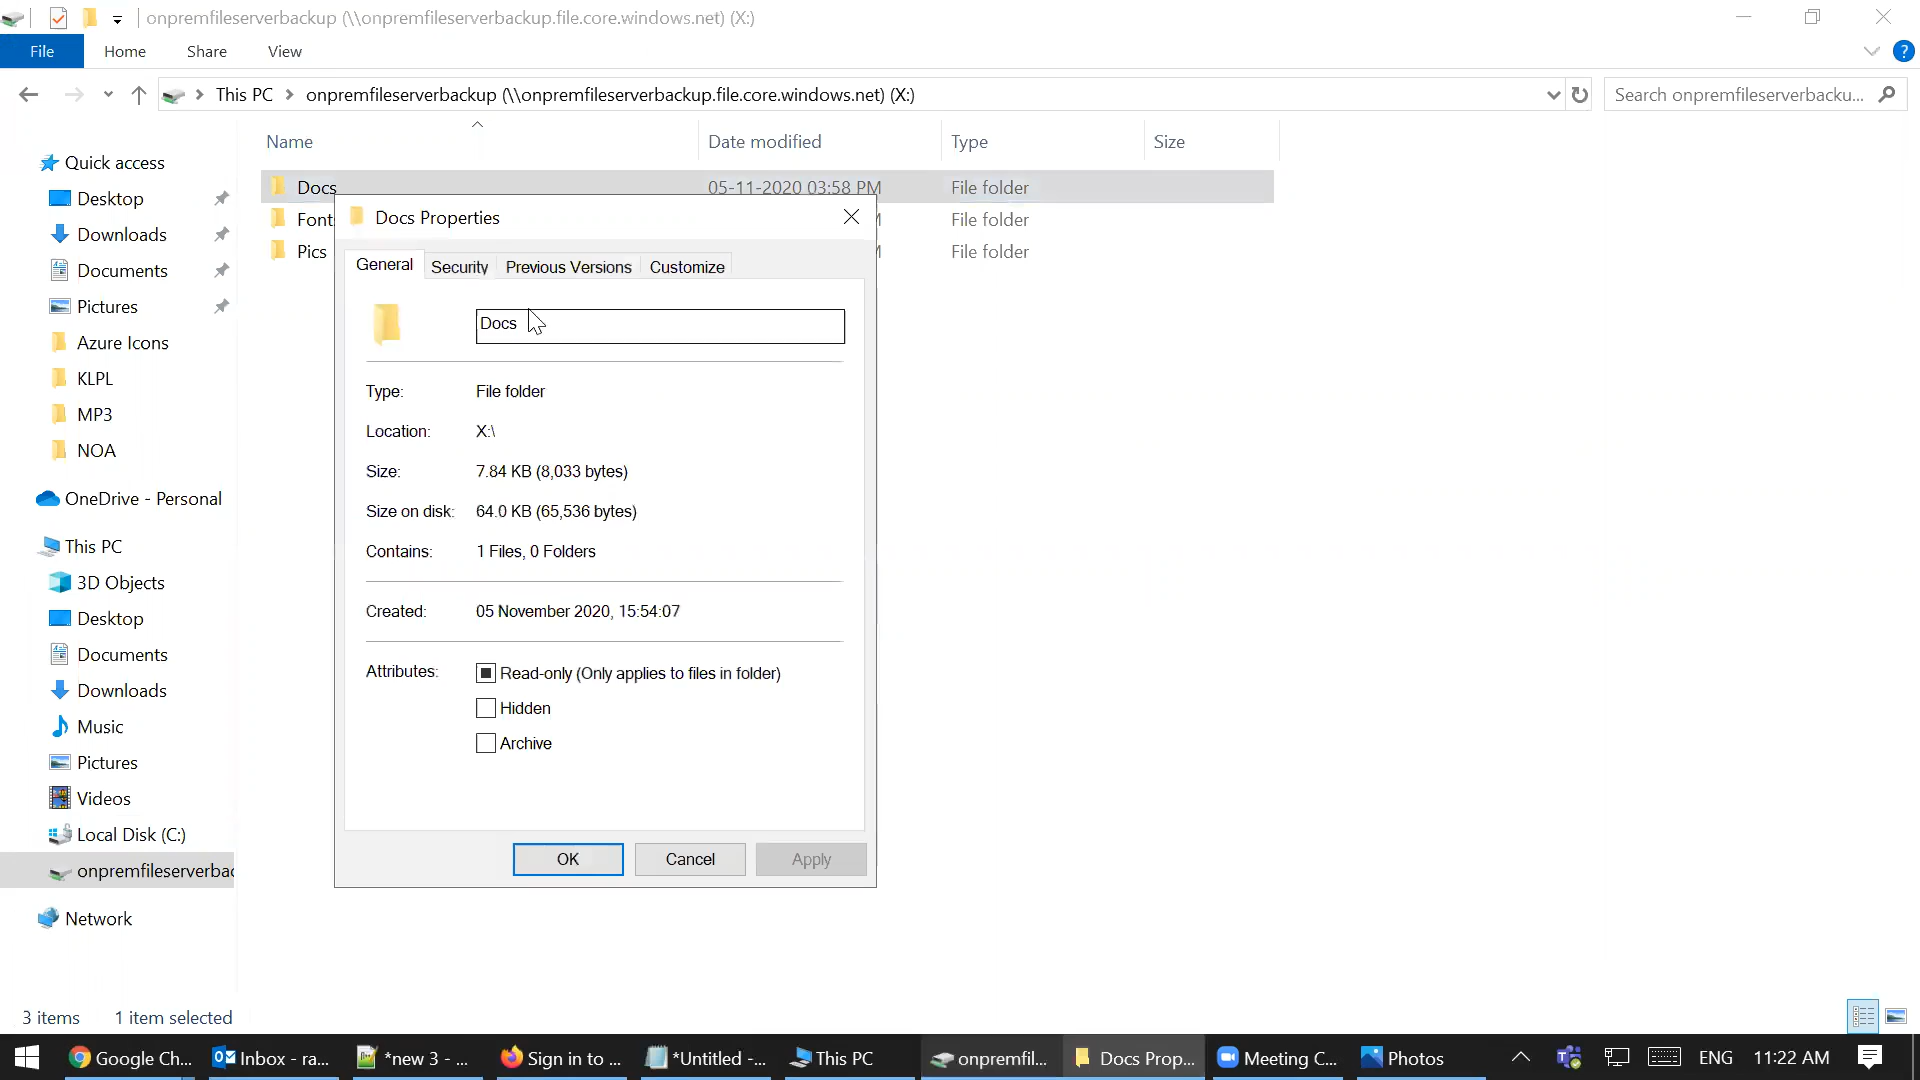 onpremfileserverbackup (\\onpremfileserverbackup.file.core.windows.net) (X:)
File Home Share View
This PC onpremfileserverbackup (\\onpremfileserverbackup.file.core.windows.net) (X:)
Search onpremfileserverbacku...
Name Date modified Type Size
Quick access
Desktop
Downloads
Documents
Pictures
Azure Icons
KLPL
MP3
NOA
OneDrive - Personal
This PC
3D Objects
Desktop
Documents
Downloads
Music
Pictures
Videos
Local Disk (C:)
onpremfileserverbac
Network
Docs 05-11-2020 03:58 PM File folder
Font File folder
Pics File folder
Docs Properties
General Security Previous Versions Customize
Docs
Type: File folder
Location: X:\
Size: 7.84 KB (8,033 bytes)
Size on disk: 64.0 KB (65,536 bytes)
Contains: 1 Files, 0 Folders
Created: 05 November 2020, 15:54:07
Attributes: Read-only (Only applies to files in folder)
Hidden
Archive
OK Cancel Apply
3 items 1 item selected
Google Ch... Inbox - ra... *new 3 - ... Sign in to ... *Untitled -... This PC onpremfil... Docs Prop... Meeting C... Photos ENG 11:22 AM